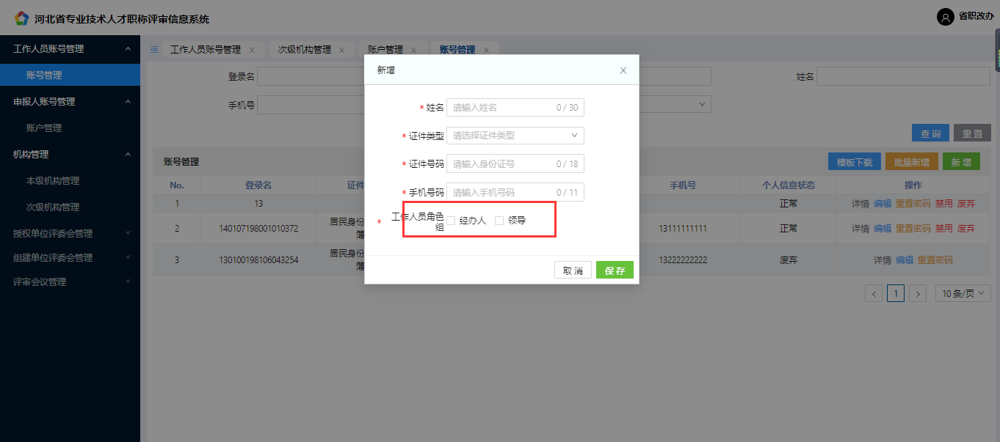 河北省专业技术人才职称评审信息系统
省职改办
工作人员账号管理
账号管理
申报人账号管理
账户管理
机构管理
本级机构管理
次级机构管理
授权单位评委会管理
组建单位评委会管理
评审会议管理
工作人员账号管理 × 次级机构管理 × 账户管理 × 账号管理 ×
登录名
姓名
手机号
查询 重置
账号管理
模板下载 批量新增 新增
No. 登录名 证件 手机号 个人信息状态 操作
1 13 正常 详情 编辑 重置密码 禁用 废弃
2 140107198001010372 居民身份 簿 13111111111 正常 详情 编辑 重置密码 禁用 废弃
3 130100198106043254 居民身份 簿 13222222222 废弃 详情 编辑 重置密码
< 1 > 10 条/页
新增 ×
* 姓名 请输入姓名 0 / 30
* 证件类型 请选择证件类型
* 证件号码 请输入身份证号 0 / 18
* 手机号码 请输入手机号码 0 / 11
* 工作人员角色组 经办人 领导
取消 保存